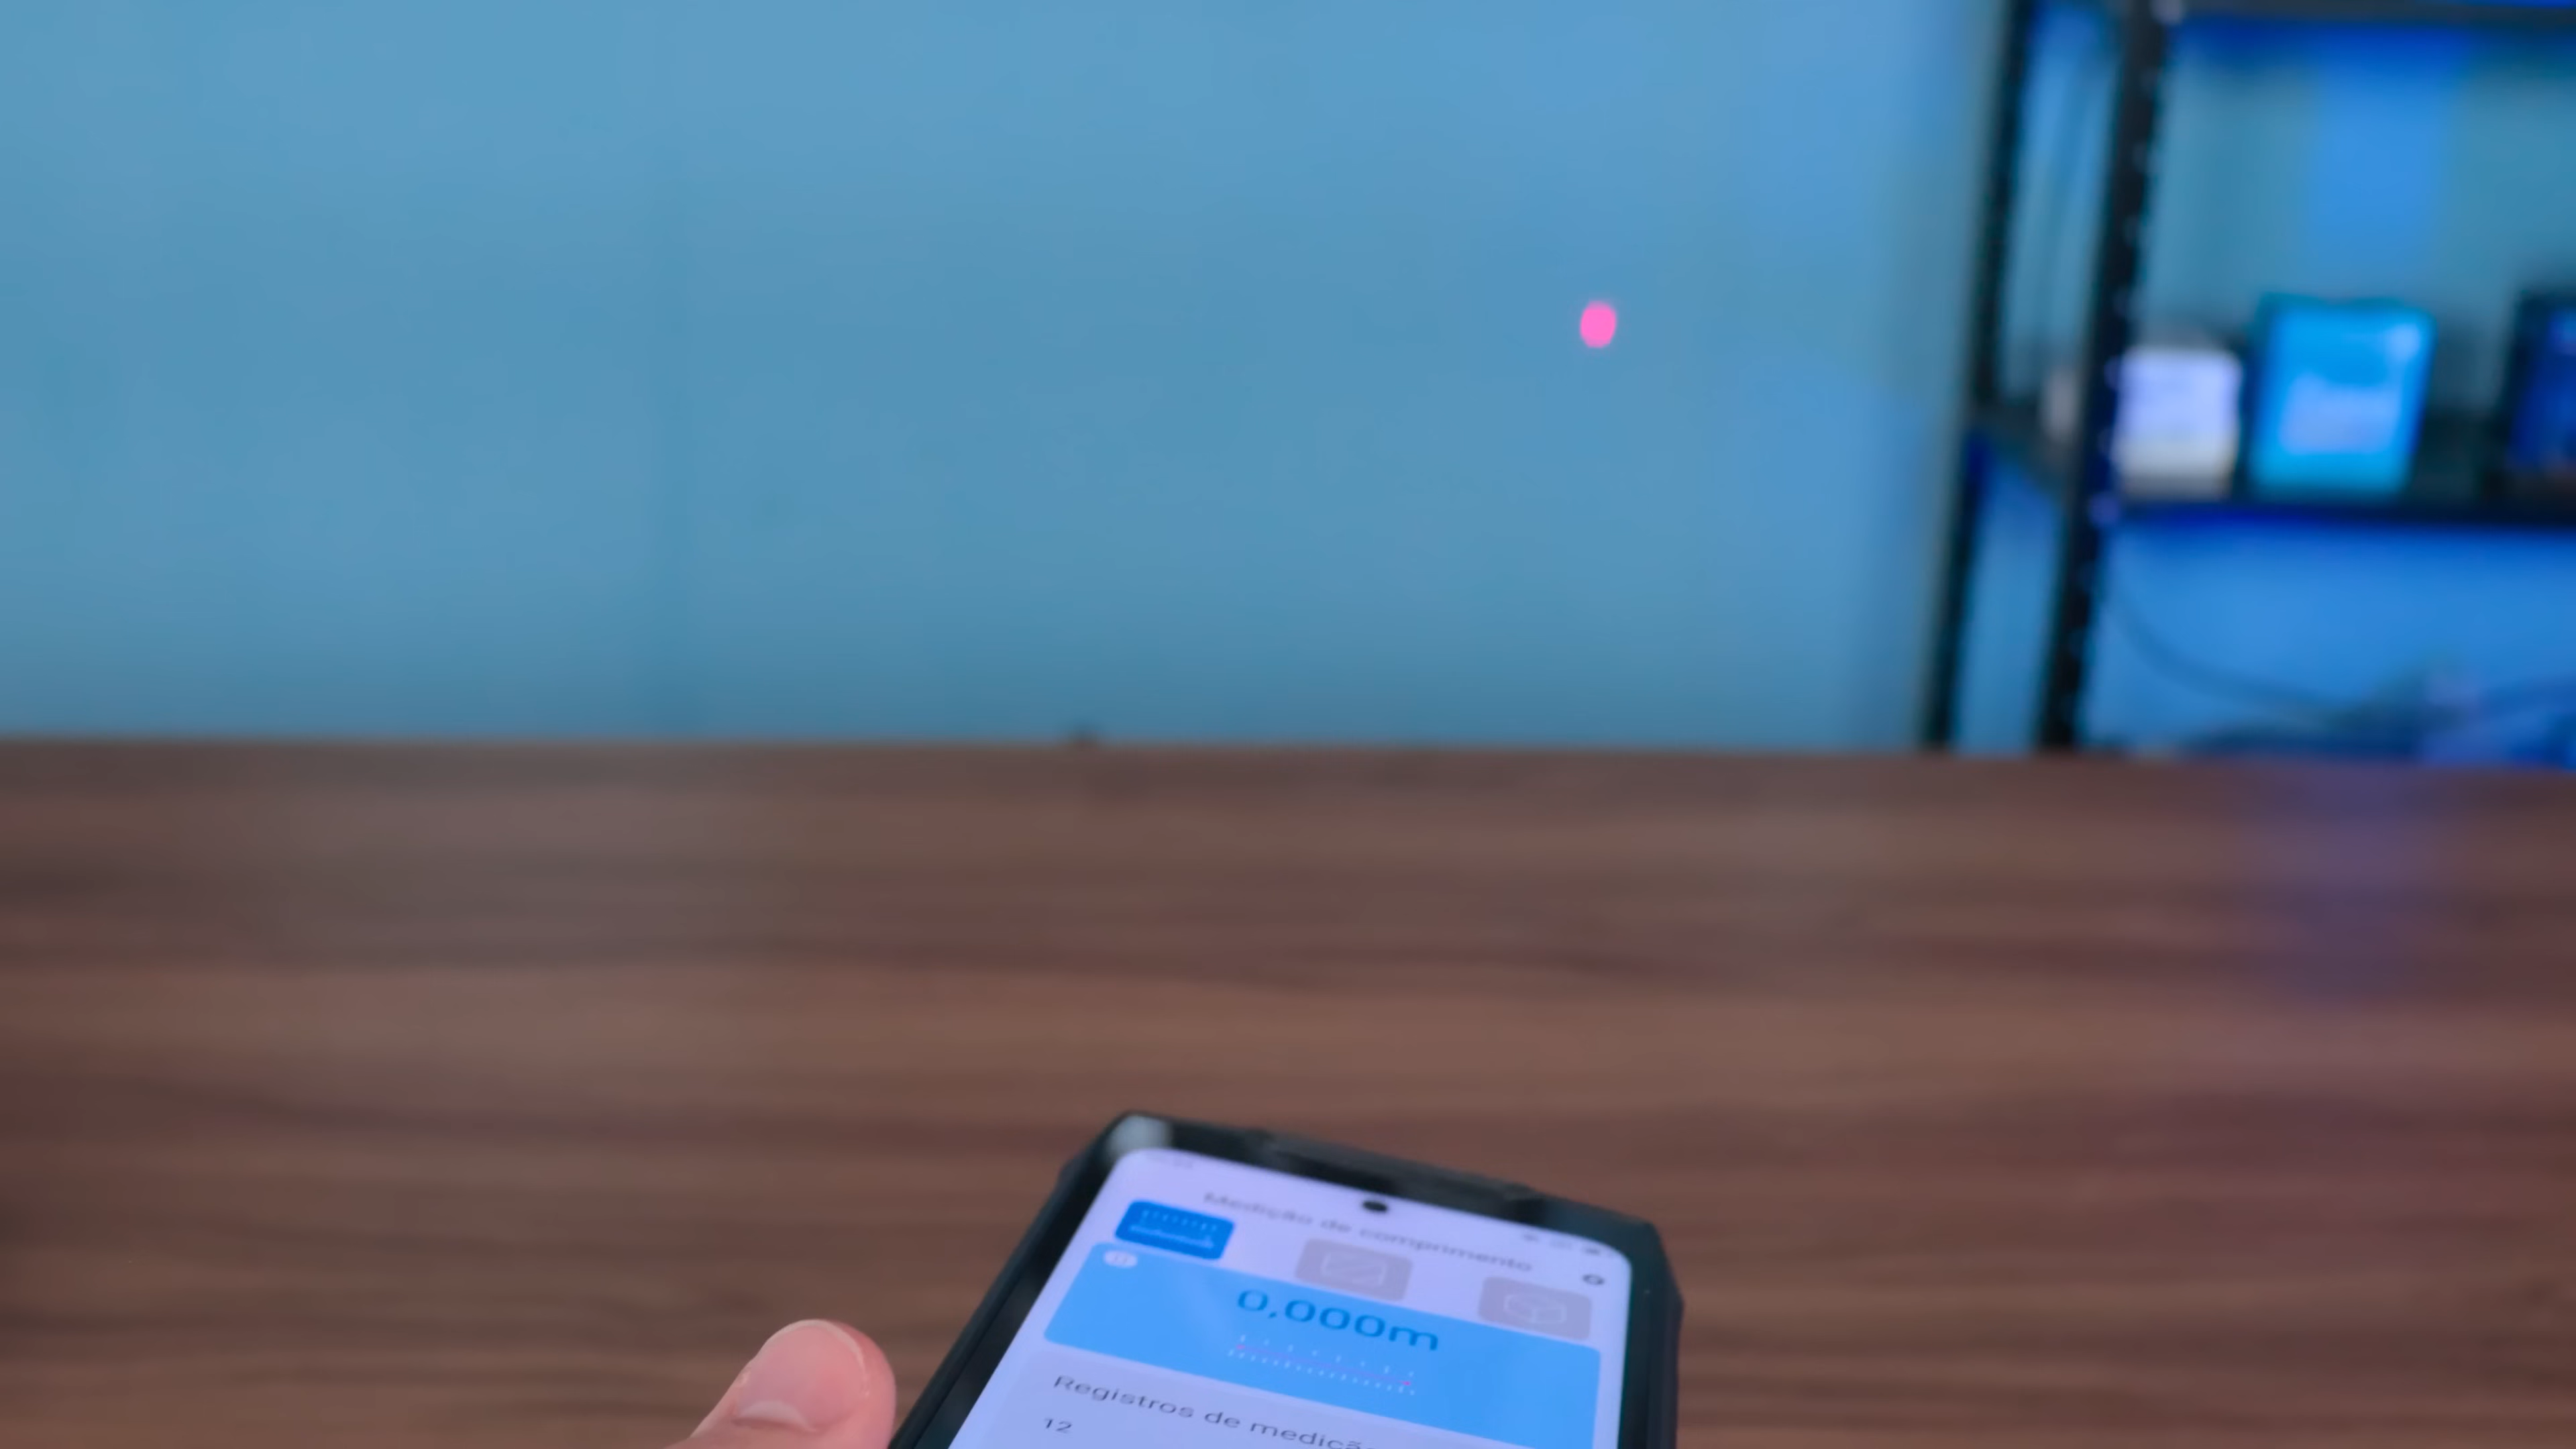 Medição de comprimento
0,000m
Registros de medição
12